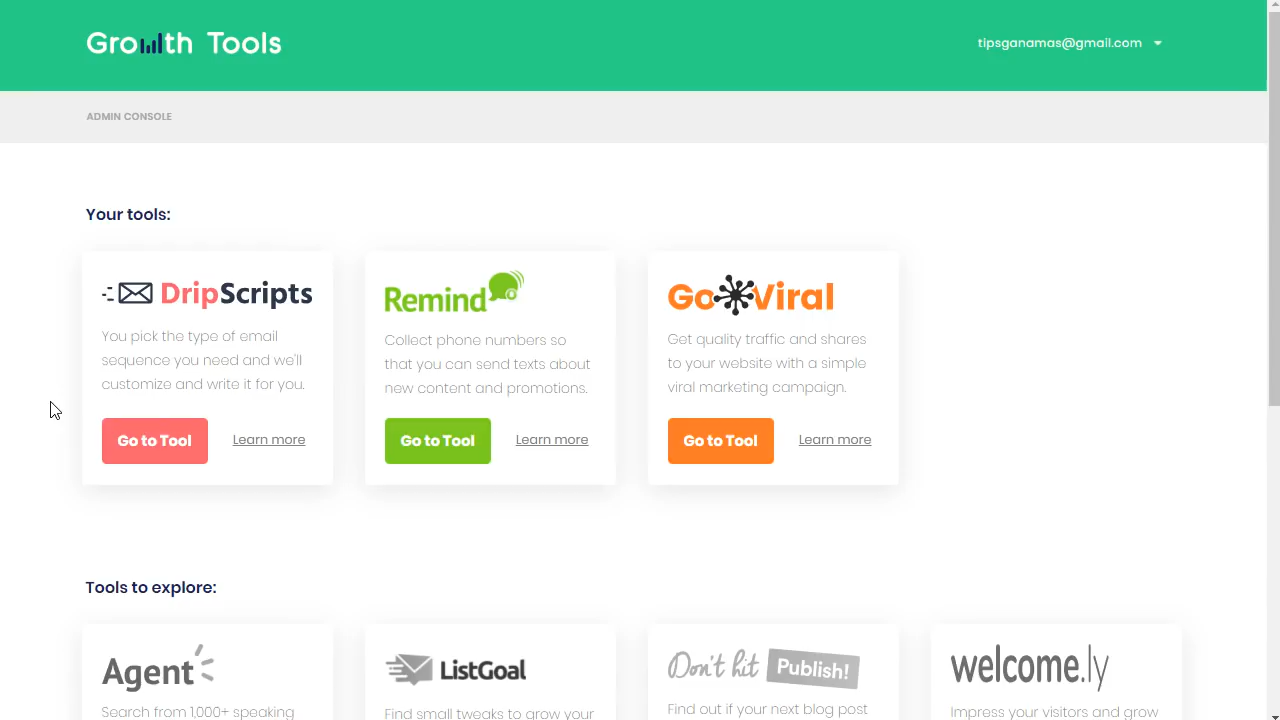 Growth Tools
tipsganamas@gmail.com
ADMIN CONSOLE
Your tools:
DripScripts
You pick the type of email
sequence you need and we'll
customize and write it for you.
Go to Tool
Learn more
Remind
Collect phone numbers so
that you can send texts about
new content and promotions.
Go to Tool
Learn more
Go Viral
Get quality traffic and shares
to your website with a simple
viral marketing campaign.
Go to Tool
Learn more
Tools to explore:
Agent
Search from 1,000+ speaking
ListGoal
Find small tweaks to grow your
Don't hit Publish!
Find out if your next blog post
welcome.ly
Impress your visitors and grow